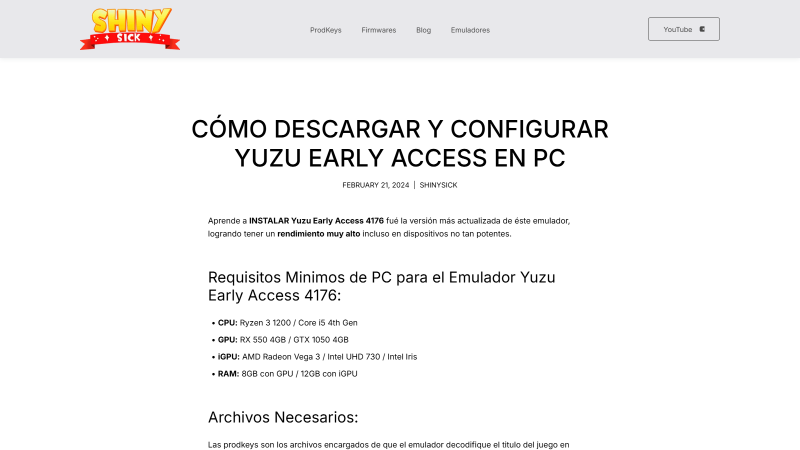 SHINY
SICK
ProdKeys
Firmwares
Blog
Emuladores
YouTube
CÓMO DESCARGAR Y CONFIGURAR
YUZU EARLY ACCESS EN PC
FEBRUARY 21, 2024 | SHINYSICK
Aprende a INSTALAR Yuzu Early Access 4176 fué la versión más actualizada de éste emulador,
logrando tener un rendimiento muy alto incluso en dispositivos no tan potentes.
Requisitos Minimos de PC para el Emulador Yuzu
Early Access 4176:
• CPU: Ryzen 3 1200 / Core i5 4th Gen
• GPU: RX 550 4GB / GTX 1050 4GB
• iGPU: AMD Radeon Vega 3 / Intel UHD 730 / Intel Iris
• RAM: 8GB con GPU / 12GB con iGPU
Archivos Necesarios:
Las prodkeys son los archivos encargados de que el emulador decodifique el título del juego en